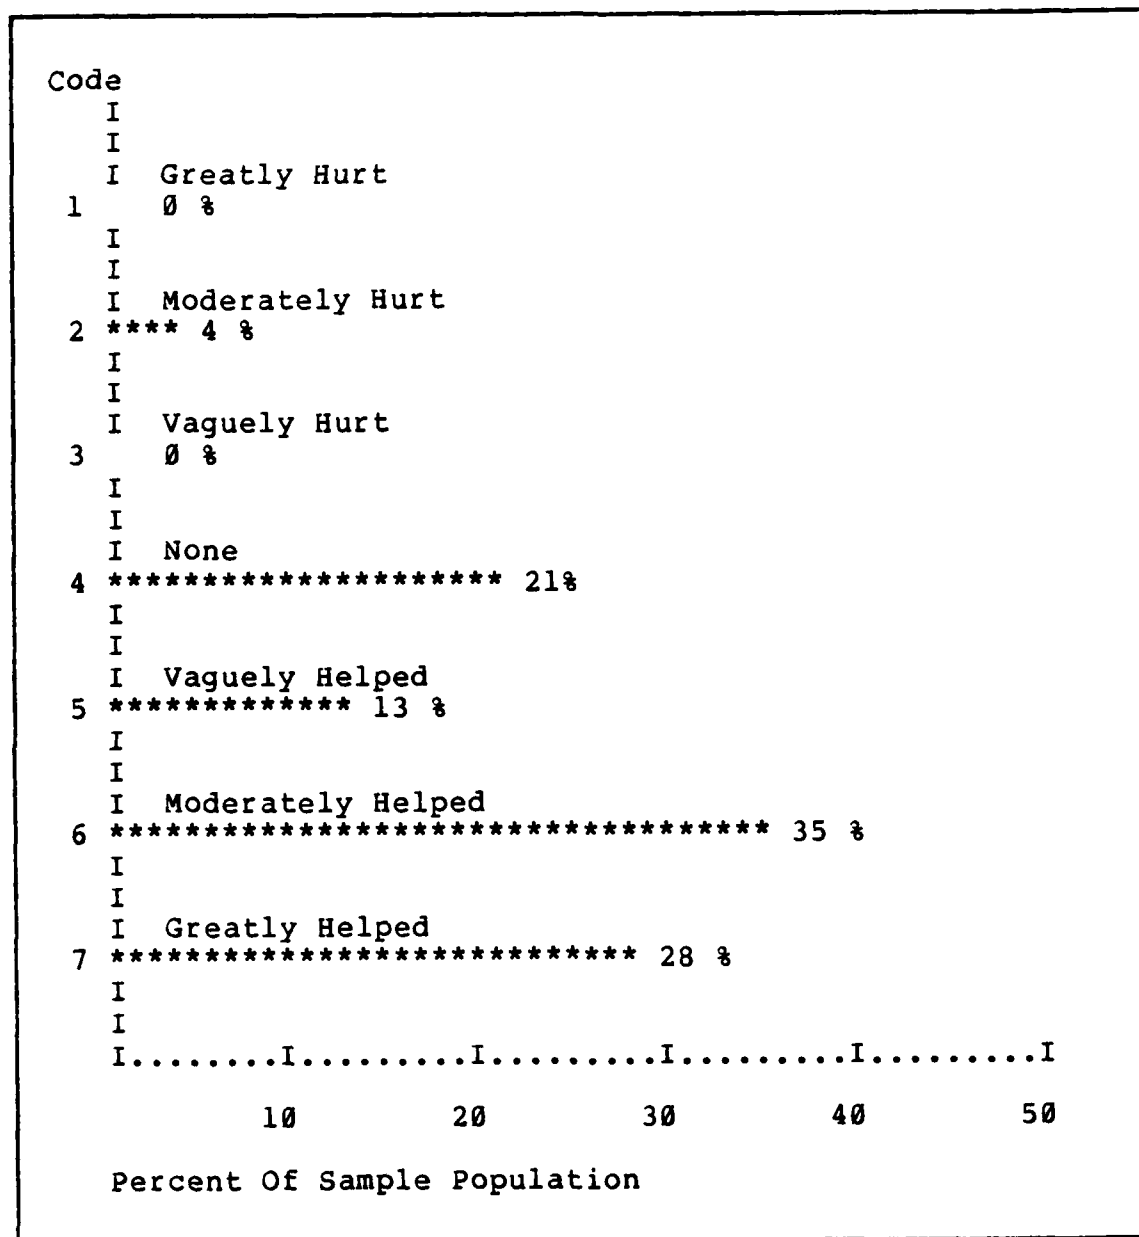 Code
I
I
I Greatly Hurt
1 0 %
I
I
I Moderately Hurt
2 **** 4 %
I
I
I Vaguely Hurt
3 0 %
I
I
I None
4 ********************* 21%
I
I
I Vaguely Helped
5 ************* 13 %
I
I
I Moderately Helped
6 *********************************** 35 %
I
I
I Greatly Helped
7 **************************** 28 %
I
I
I........I.........I.........I.........I.........I
10 20 30 40 50
Percent Of Sample Population